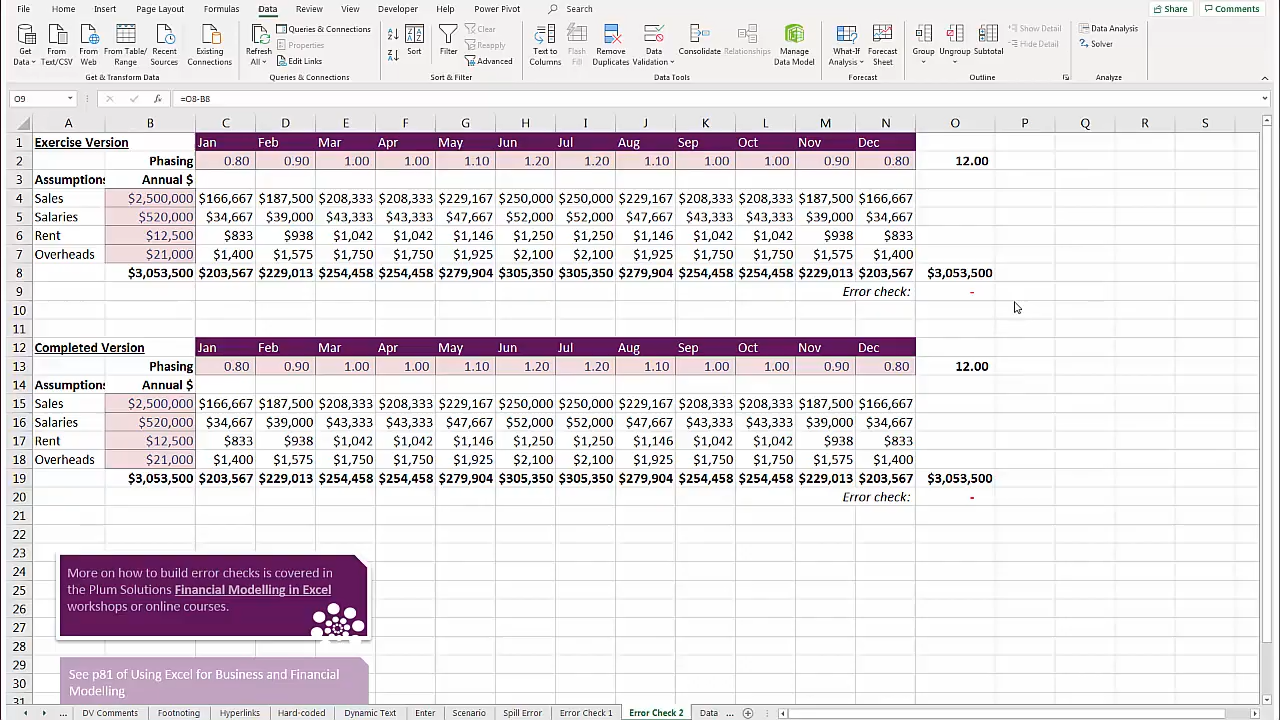 File Home Insert Page Layout Formulas Data Review View Developer Help Power Pivot Search Share Comments
Get Data From Text/CSV From Web From Table/ Range Recent Sources Existing Connections Refresh All Queries & Connections Properties Edit Links Sort Filter Clear Reapply Advanced Text to Columns Flash Fill Remove Duplicates Data Validation Consolidate Relationships Manage Data Model What-If Analysis Forecast Sheet Group Ungroup Subtotal Show Detail Hide Detail Data Analysis Solver
Get & Transform Data Queries & Connections Sort & Filter Data Tools Forecast Outline Analyze
O9 fx =O8-B8
A B C D E F G H I J K L M N O P Q R S
1 Exercise Version Jan Feb Mar Apr May Jun Jul Aug Sep Oct Nov Dec
2 Phasing 0.80 0.90 1.00 1.00 1.10 1.20 1.20 1.10 1.00 1.00 0.90 0.80 12.00
3 Assumptions Annual $
4 Sales $2,500,000 $166,667 $187,500 $208,333 $208,333 $229,167 $250,000 $250,000 $229,167 $208,333 $208,333 $187,500 $166,667
5 Salaries $520,000 $34,667 $39,000 $43,333 $43,333 $47,667 $52,000 $52,000 $47,667 $43,333 $43,333 $39,000 $34,667
6 Rent $12,500 $833 $938 $1,042 $1,042 $1,146 $1,250 $1,250 $1,146 $1,042 $1,042 $938 $833
7 Overheads $21,000 $1,400 $1,575 $1,750 $1,750 $1,925 $2,100 $2,100 $1,925 $1,750 $1,750 $1,575 $1,400
8 $3,053,500 $203,567 $229,013 $254,458 $254,458 $279,904 $305,350 $305,350 $279,904 $254,458 $254,458 $229,013 $203,567 $3,053,500
9 Error check: -
10
11
12 Completed Version Jan Feb Mar Apr May Jun Jul Aug Sep Oct Nov Dec
13 Phasing 0.80 0.90 1.00 1.00 1.10 1.20 1.20 1.10 1.00 1.00 0.90 0.80 12.00
14 Assumptions Annual $
15 Sales $2,500,000 $166,667 $187,500 $208,333 $208,333 $229,167 $250,000 $250,000 $229,167 $208,333 $208,333 $187,500 $166,667
16 Salaries $520,000 $34,667 $39,000 $43,333 $43,333 $47,667 $52,000 $52,000 $47,667 $43,333 $43,333 $39,000 $34,667
17 Rent $12,500 $833 $938 $1,042 $1,042 $1,146 $1,250 $1,250 $1,146 $1,042 $1,042 $938 $833
18 Overheads $21,000 $1,400 $1,575 $1,750 $1,750 $1,925 $2,100 $2,100 $1,925 $1,750 $1,750 $1,575 $1,400
19 $3,053,500 $203,567 $229,013 $254,458 $254,458 $279,904 $305,350 $305,350 $279,904 $254,458 $254,458 $229,013 $203,567 $3,053,500
20 Error check: -
21
22
23
24 More on how to build error checks is covered in
25 the Plum Solutions Financial Modelling in Excel
26 workshops or online courses.
27
28
29 See p81 of Using Excel for Business and Financial
30 Modelling
31
... DV Comments Footnoting Hyperlinks Hard-coded Dynamic Text Enter Scenario Spill Error Error Check 1 Error Check 2 Data ...